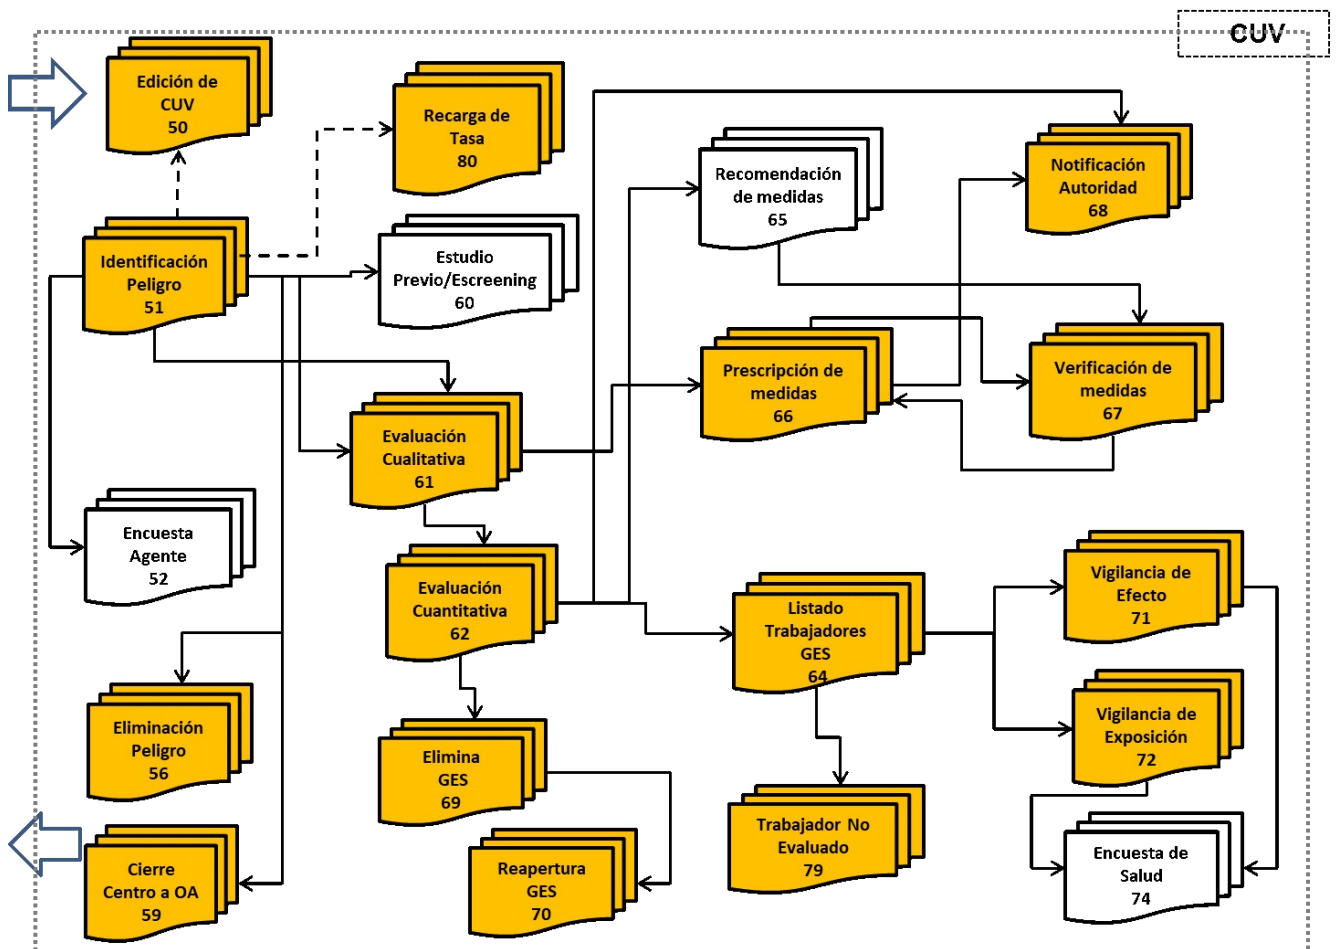 CUV
Edición de
CUV
50
Recarga de
Tasa
80
Recomendación
de medidas
65
Notificación
Autoridad
68
Identificación
Peligro
51
Estudio
Previo/Escreening
60
Prescripción de
medidas
66
Verificación de
medidas
67
Evaluación
Cualitativa
61
Encuesta
Agente
52
Evaluación
Cuantitativa
62
Listado
Trabajadores
GES
64
Vigilancia de
Efecto
71
Eliminación
Peligro
56
Elimina
GES
69
Vigilancia de
Exposición
72
Trabajador No
Evaluado
79
Cierre
Centro a OA
59
Reapertura
GES
70
Encuesta de
Salud
74